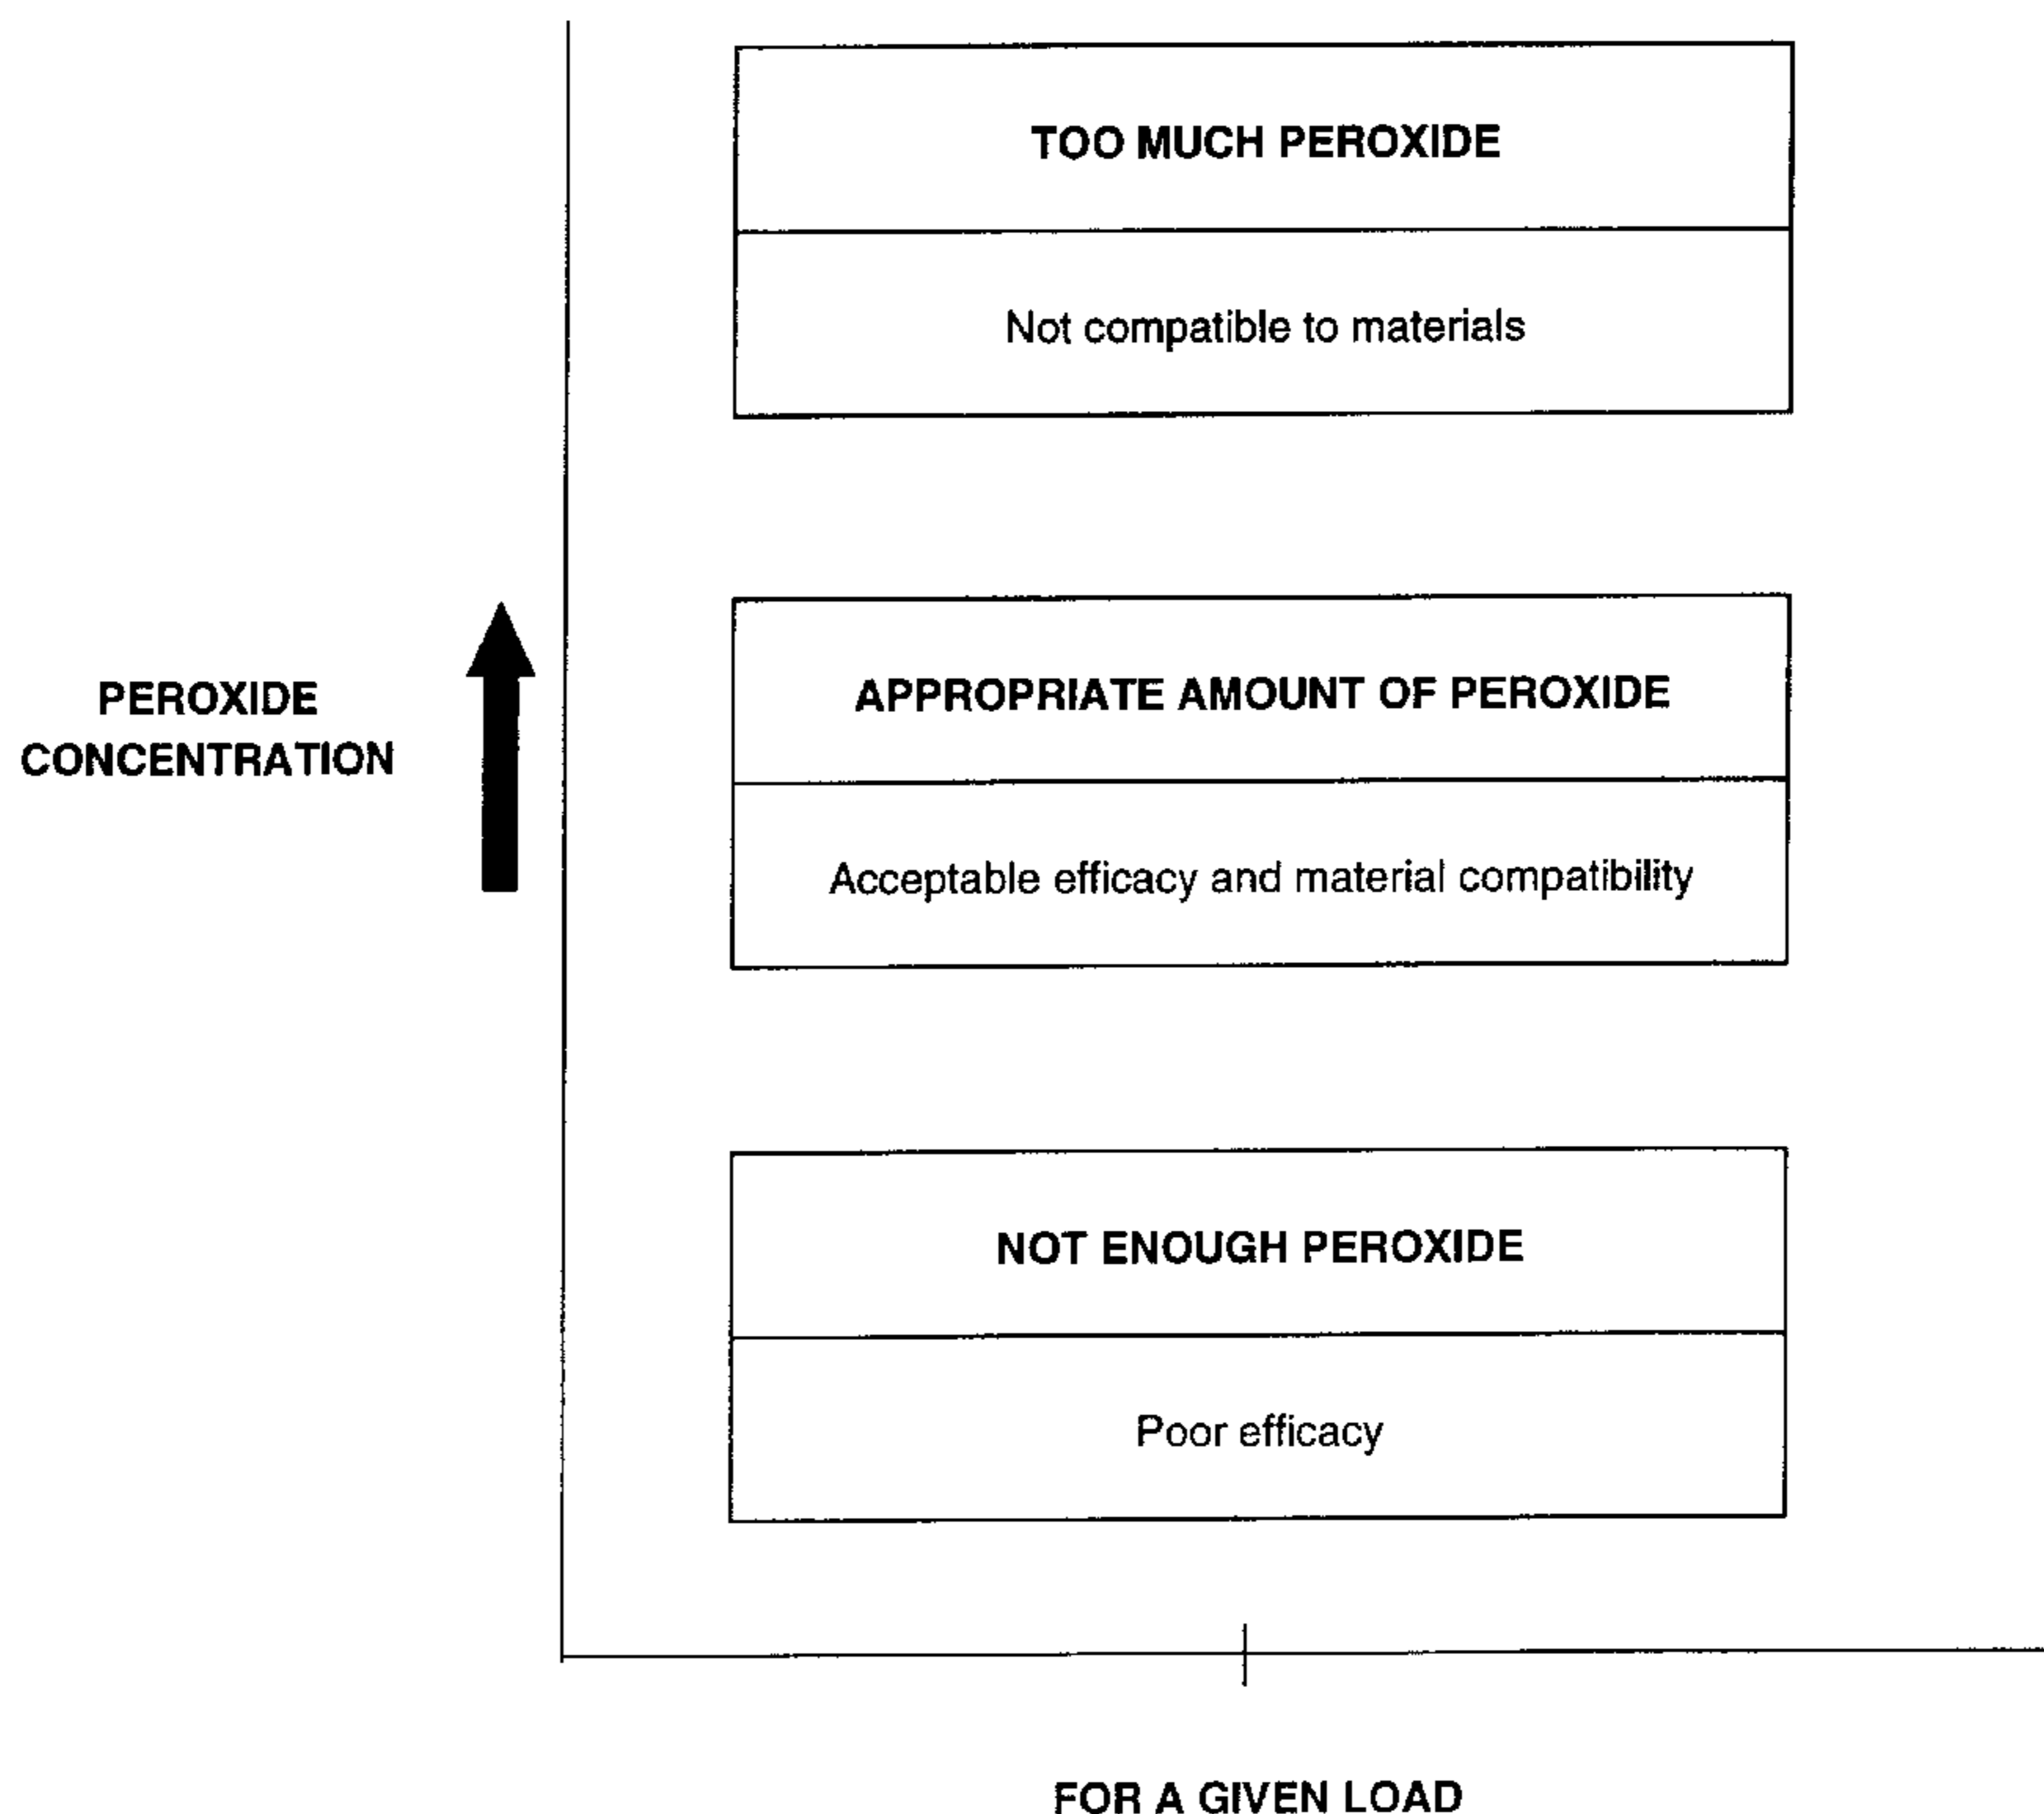 TOO MUCH PEROXIDE
Not compatible to materials
PEROXIDE
CONCENTRATION
APPROPRIATE AMOUNT OF PEROXIDE
Acceptable efficacy and material compatibility
NOT ENOUGH PEROXIDE
Poor efficacy
FOR A GIVEN LOAD